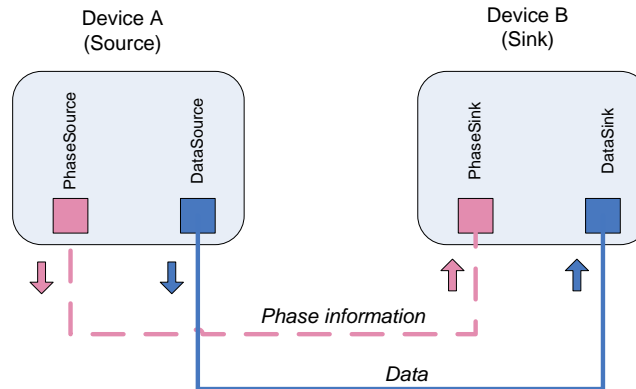 Device A
(Source)
Device B
(Sink)
PhaseSource
DataSource
PhaseSink
DataSink
Phase information
Data